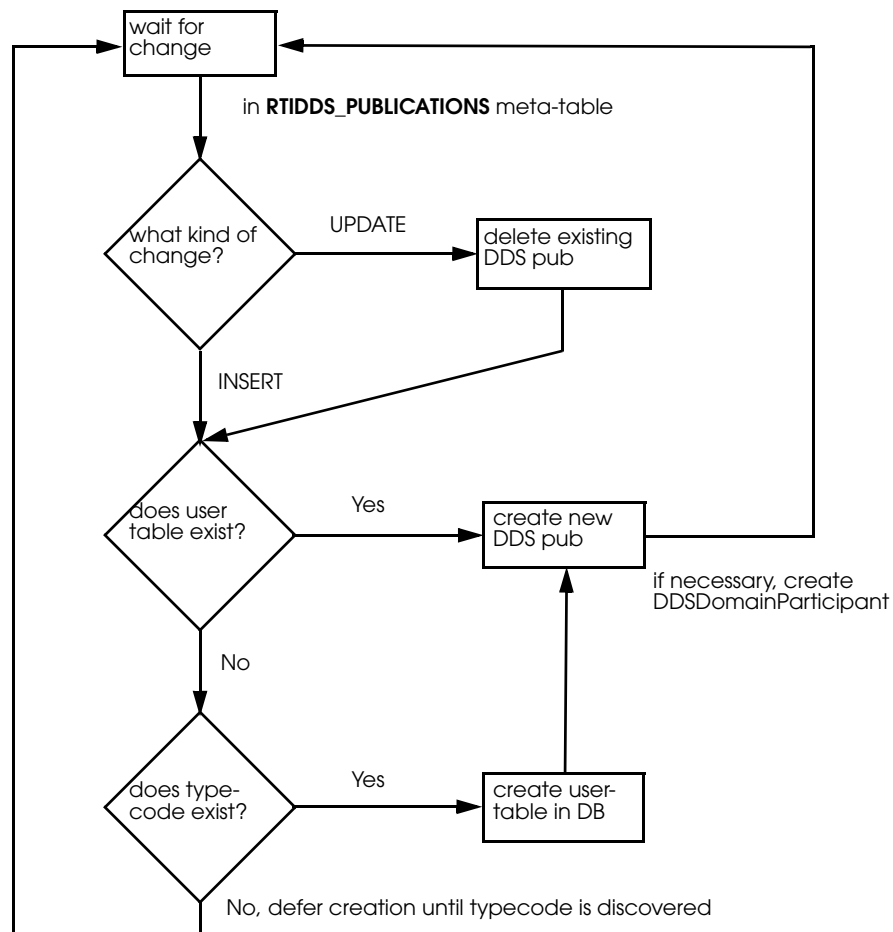 wait for
change
in RTIDDS_PUBLICATIONS meta-table
what kind of
change?
UPDATE
delete existing
DDS pub
INSERT
does user
table exist?
Yes
create new
DDS pub
if necessary, create
DDSDomainParticipant
No
does type-
code exist?
Yes
create user-
table in DB
No, defer creation until typecode is discovered